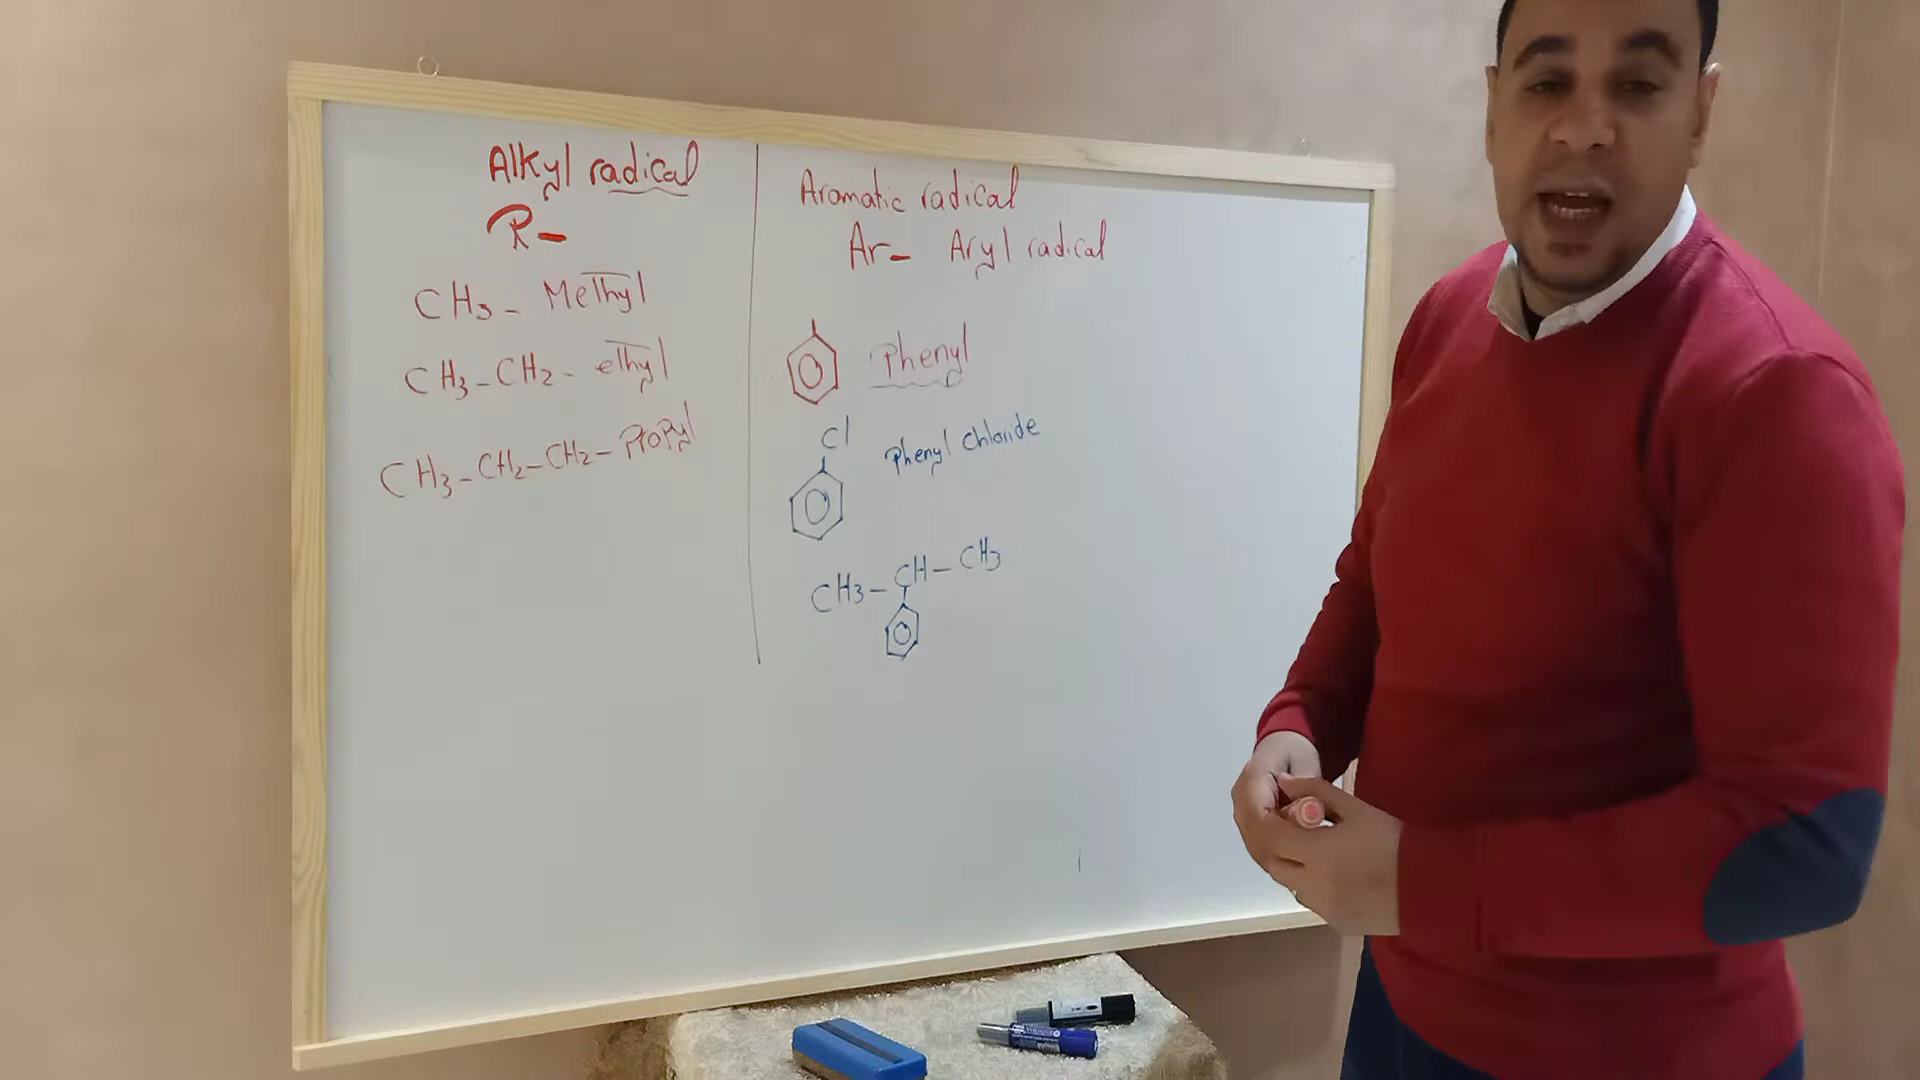 Alkyl radical
R-
CH3- Methyl
CH3-CH2- ethyl
CH3-CH2-CH2- Propyl
Aromatic radical
Ar- Aryl radical
Phenyl
Cl
Phenyl Chloride
CH3-CH-CH3